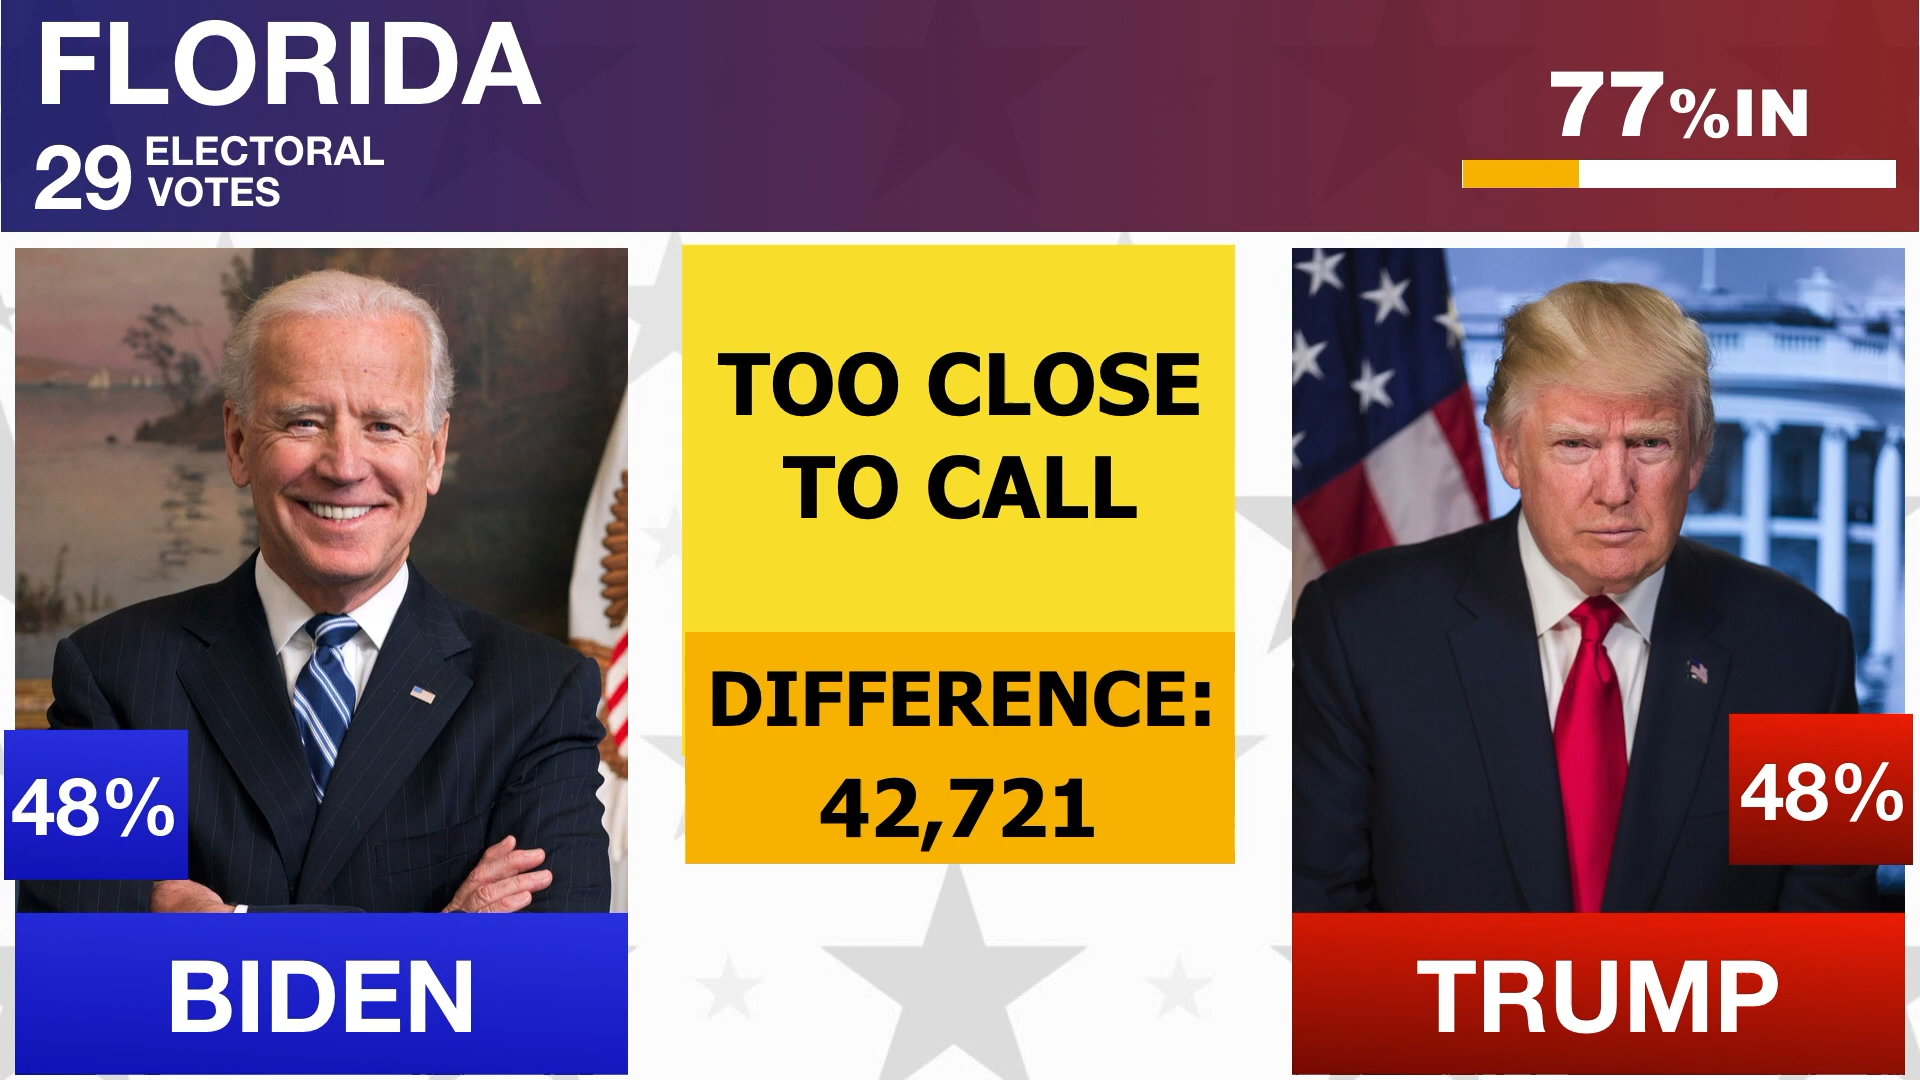 FLORIDA
29 ELECTORAL
VOTES
77%IN
TOO CLOSE
TO CALL
DIFFERENCE:
42,721
48%
48%
BIDEN
TRUMP